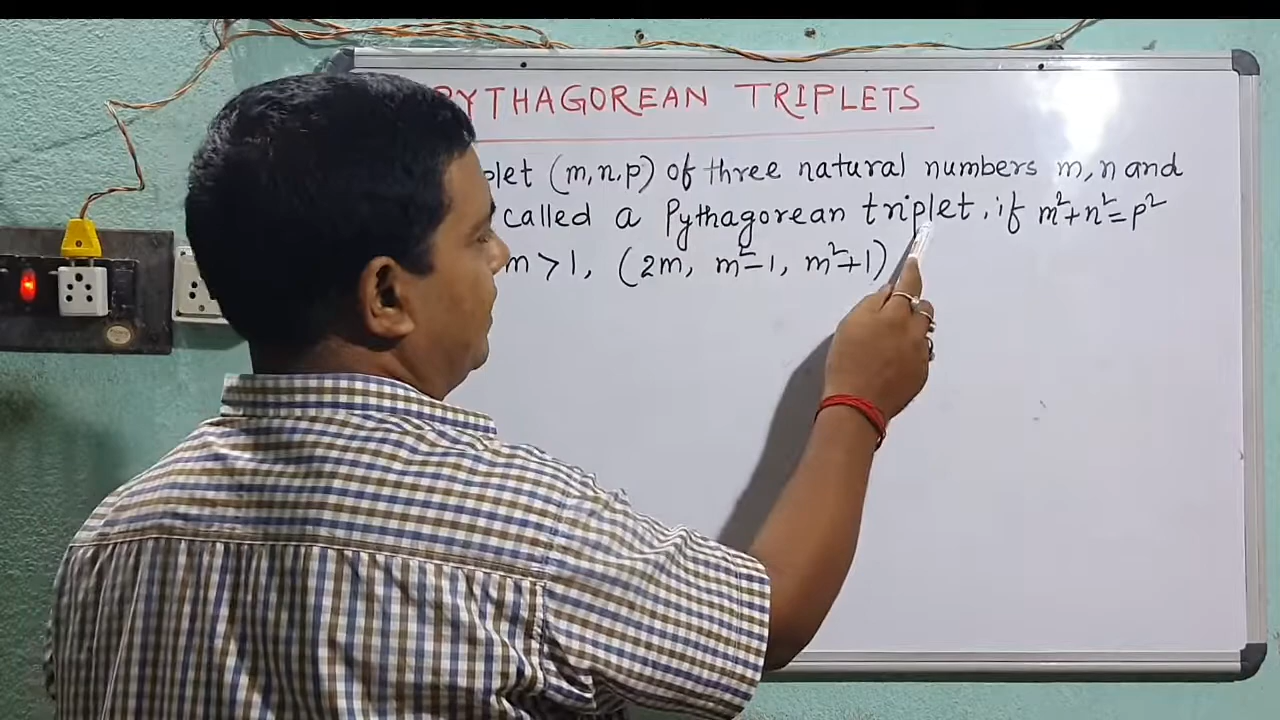 PYTHAGOREAN TRIPLETS
plet (m, n, p) of three natural numbers m, n and
called a Pythagorean triplet, if m²+n²=p²
m > 1, (2m, m²-1, m²+1)